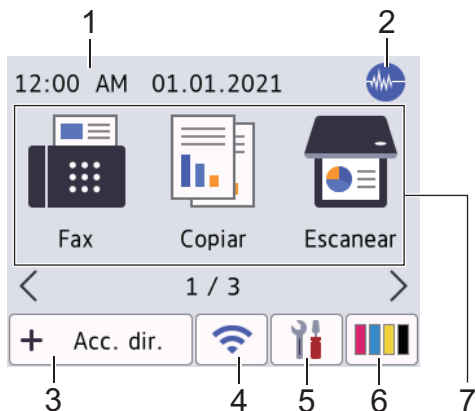 1 2
12:00 AM 01.01.2021
Fax Copiar Escanear
< 1 / 3 >
+ Acc. dir.
3 4 5 6 7